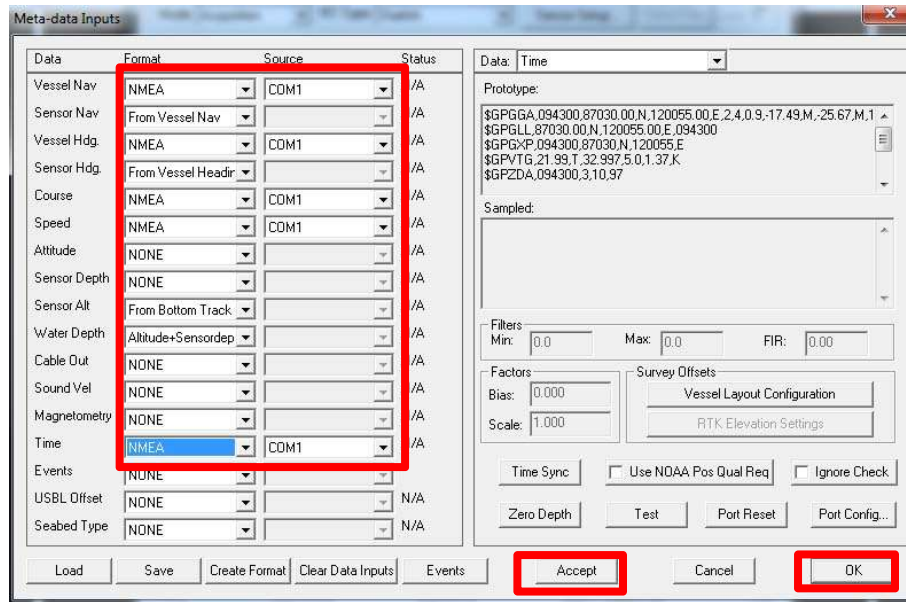 Meta-data Inputs
Data Format Source Status
Vessel Nav NMEA COM1 /A
Sensor Nav From Vessel Nav /A
Vessel Hdg. NMEA COM1 /A
Sensor Hdg. From Vessel Headir /A
Course NMEA COM1 /A
Speed NMEA COM1 /A
Attitude NONE /A
Sensor Depth NONE /A
Sensor Alt From Bottom Track /A
Water Depth Altitude+Sensordep /A
Cable Out NONE /A
Sound Vel NONE /A
Magnetometry NONE /A
Time NMEA COM1 /A
Events NONE
USBL Offset NONE N/A
Seabed Type NONE N/A
Load Save Create Format Clear Data Inputs Events Accept Cancel OK
Data: Time
Prototype:
$GPGGA,094300,87030.00,N,120055.00,E,2,4,0.9,-17.49,M,-25.67,M,1
$GPGLL,87030.00,N,120055.00,E,094300
$GPGXP,094300,87030,N,120055,E
$GPVTG,21.99,T,32.997,5.0,1.37,K
$GPZDA,094300,3,10,97
Sampled:
Filters
Min: 0.0 Max: 0.0 FIR: 0.00
Factors
Bias: 0.000
Scale: 1.000
Survey Offsets
Vessel Layout Configuration
RTK Elevation Settings
Time Sync Use NOAA Pos Qual Req Ignore Check
Zero Depth Test Port Reset Port Config...